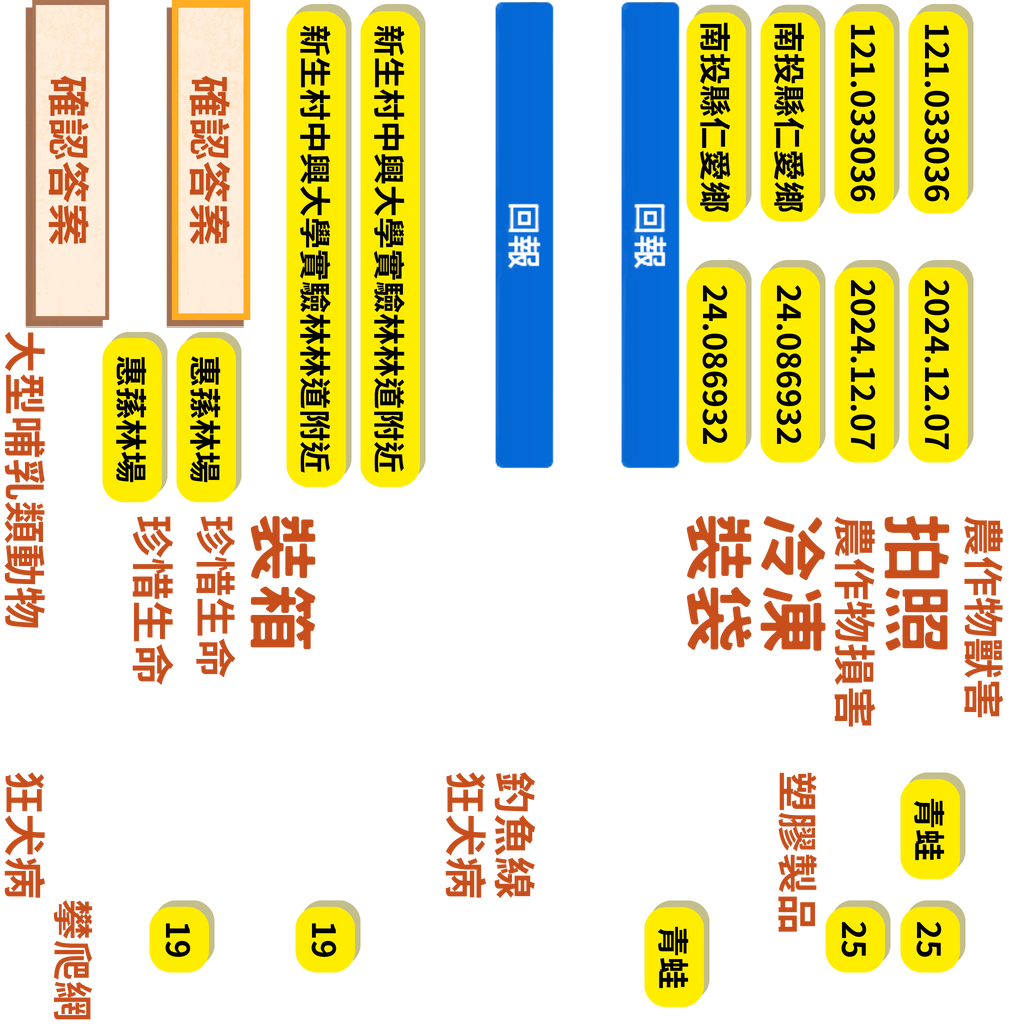 農作物獸害
121.033036
2024.12.07
拍照
青蛙
25
121.033036
2024.12.07
農作物損害
25
南投縣仁愛鄉
24.086932
冷凍
塑膠製品
南投縣仁愛鄉
24.086932
裝袋
青蛙
回報
回報
釣魚線
狂犬病
新生村中興大學實驗林林道附近
新生村中興大學實驗林林道附近
裝箱
19
確認答案
惠蓀林場
珍惜生命
19
惠蓀林場
珍惜生命
確認答案
攀爬網
大型哺乳類動物
狂犬病